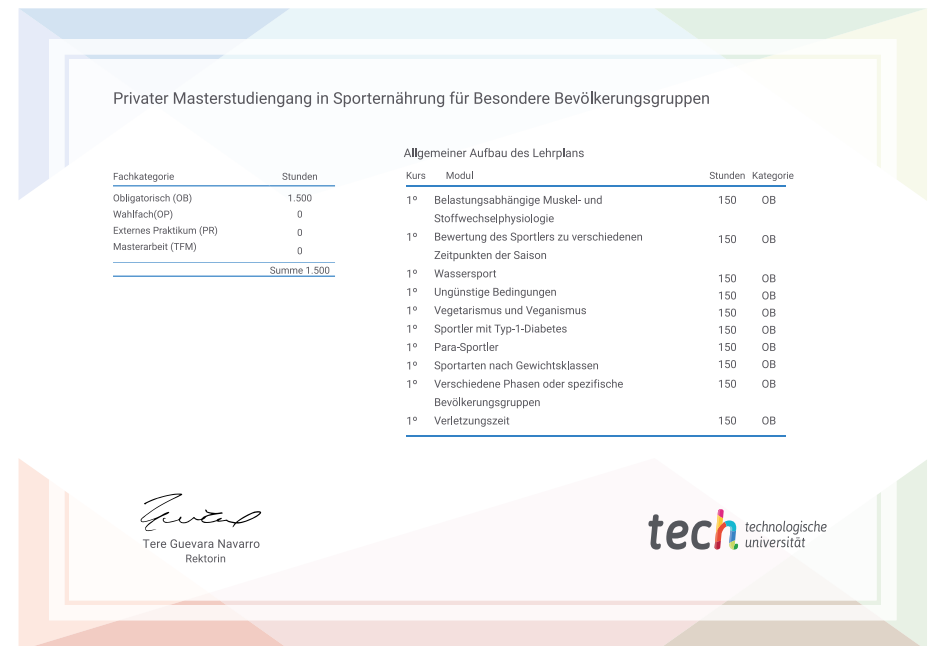 Privater Masterstudiengang in Sporternährung für Besondere Bevölkerungsgruppen
Fachkategorie Stunden
Obligatorisch (OB) 1.500
Wahlfach(OP) 0
Externes Praktikum (PR) 0
Masterarbeit (TFM) 0
Summe 1.500
Allgemeiner Aufbau des Lehrplans
Kurs Modul Stunden Kategorie
1º Belastungsabhängige Muskel- und 150 OB
Stoffwechselphysiologie
1º Bewertung des Sportlers zu verschiedenen 150 OB
Zeitpunkten der Saison
1º Wassersport 150 OB
1º Ungünstige Bedingungen 150 OB
1º Vegetarismus und Veganismus 150 OB
1º Sportler mit Typ-1-Diabetes 150 OB
1º Para-Sportler 150 OB
1º Sportarten nach Gewichtsklassen 150 OB
1º Verschiedene Phasen oder spezifische 150 OB
Bevölkerungsgruppen
1º Verletzungszeit 150 OB
Tere Guevara Navarro
Rektorin
tech technologische
universität